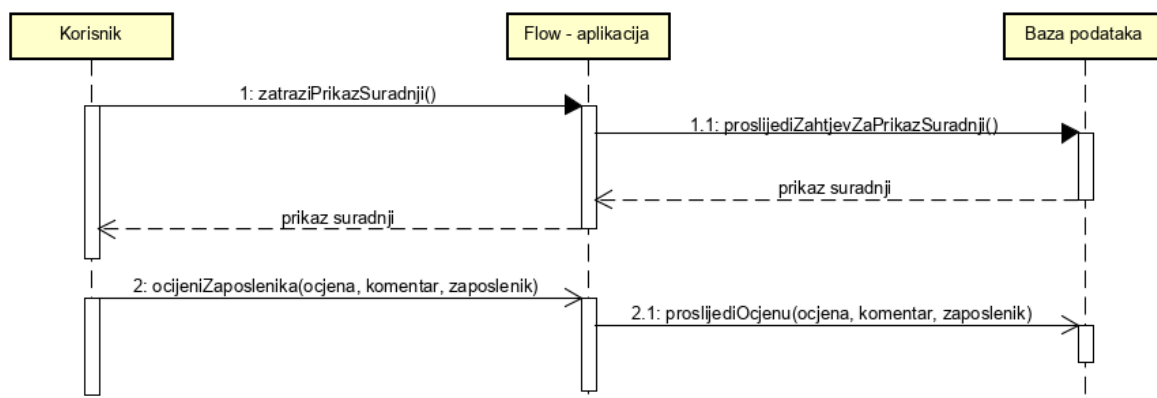 Korisnik
Flow - aplikacija
Baza podataka
1: zatraziPrikazSuradnji()
1.1: proslijediZahtjevZaPrikazSuradnji()
prikaz suradnji
prikaz suradnji
2: ocijeniZaposlenika(ocjena, komentar, zaposlenik)
2.1: proslijediOcjenu(ocjena, komentar, zaposlenik)